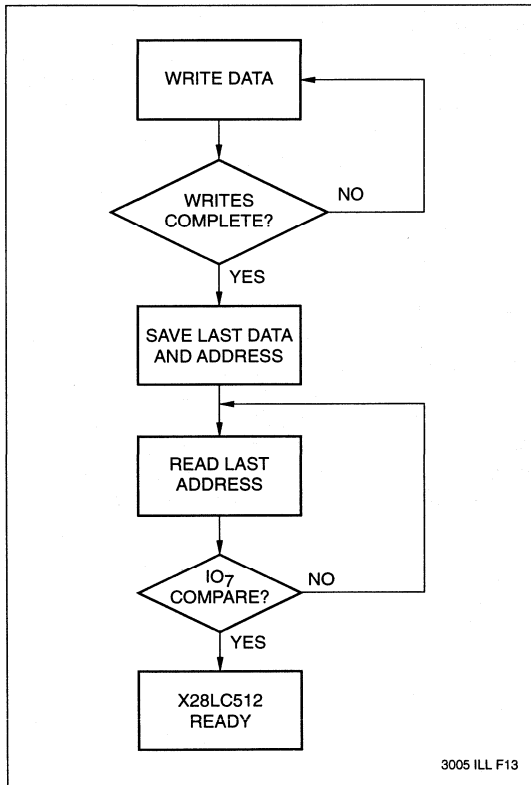 WRITE DATA
NO
WRITES
COMPLETE?
YES
SAVE LAST DATA
AND ADDRESS
READ LAST
ADDRESS
IO7
COMPARE?
NO
YES
X28LC512
READY
3005 ILL F13